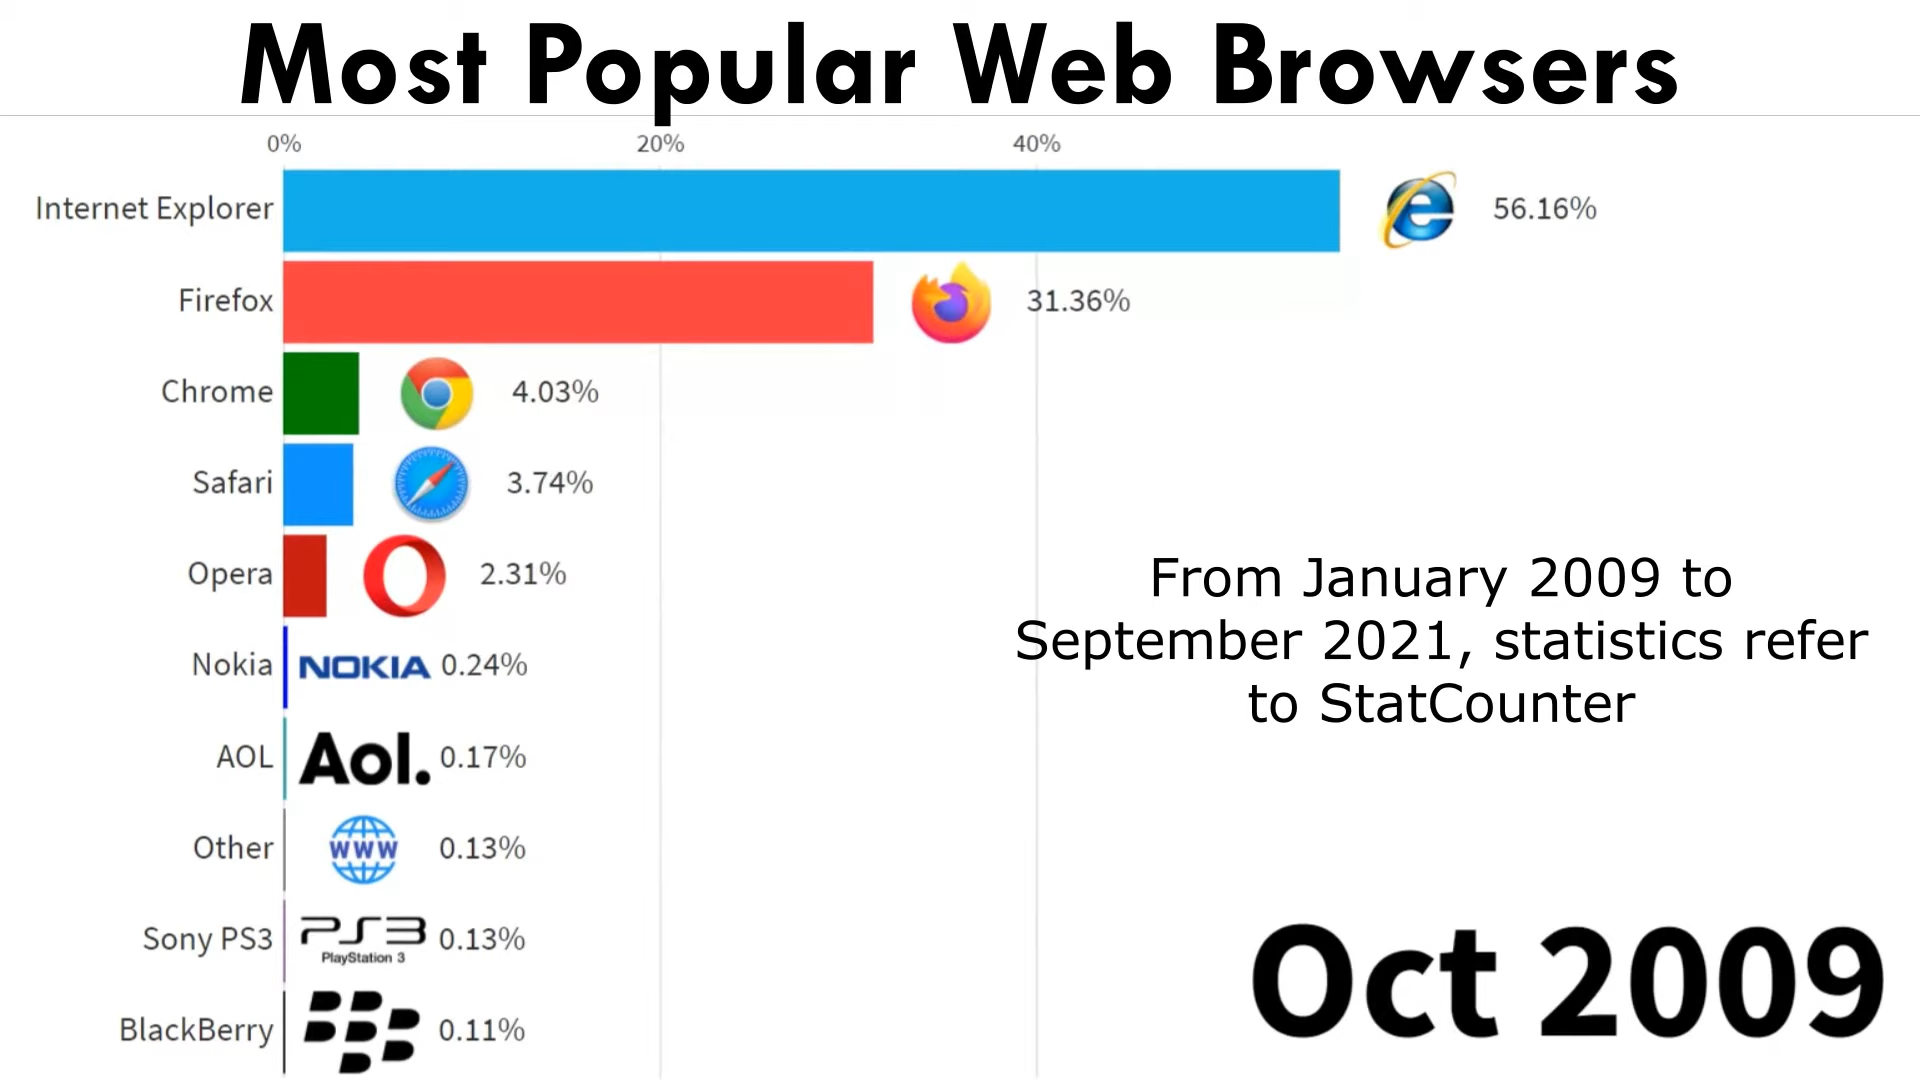 Most Popular Web Browsers
0% 20% 40%
Internet Explorer 56.16%
Firefox 31.36%
Chrome 4.03%
Safari 3.74%
Opera 2.31%
Nokia NOKIA 0.24%
AOL Aol. 0.17%
Other WWW 0.13%
Sony PS3 PS3 0.13%
PlayStation 3
BlackBerry 0.11%
From January 2009 to
September 2021, statistics refer
to StatCounter
Oct 2009